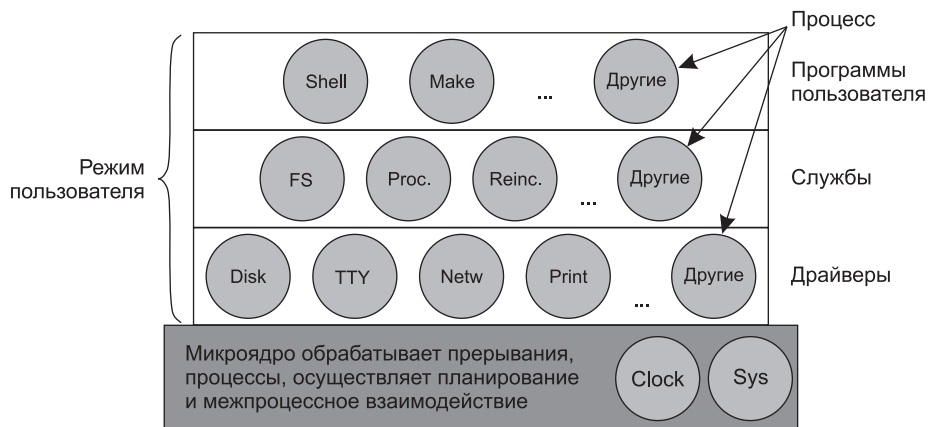 Процесс
Shell
Make
...
Другие
Программы
пользователя
Режим
пользователя
FS
Proc.
Reinc.
...
Другие
Службы
Disk
TTY
Netw
Print
...
Другие
Драйверы
Микроядро обрабатывает прерывания,
процессы, осуществляет планирование
и межпроцессное взаимодействие
Clock
Sys